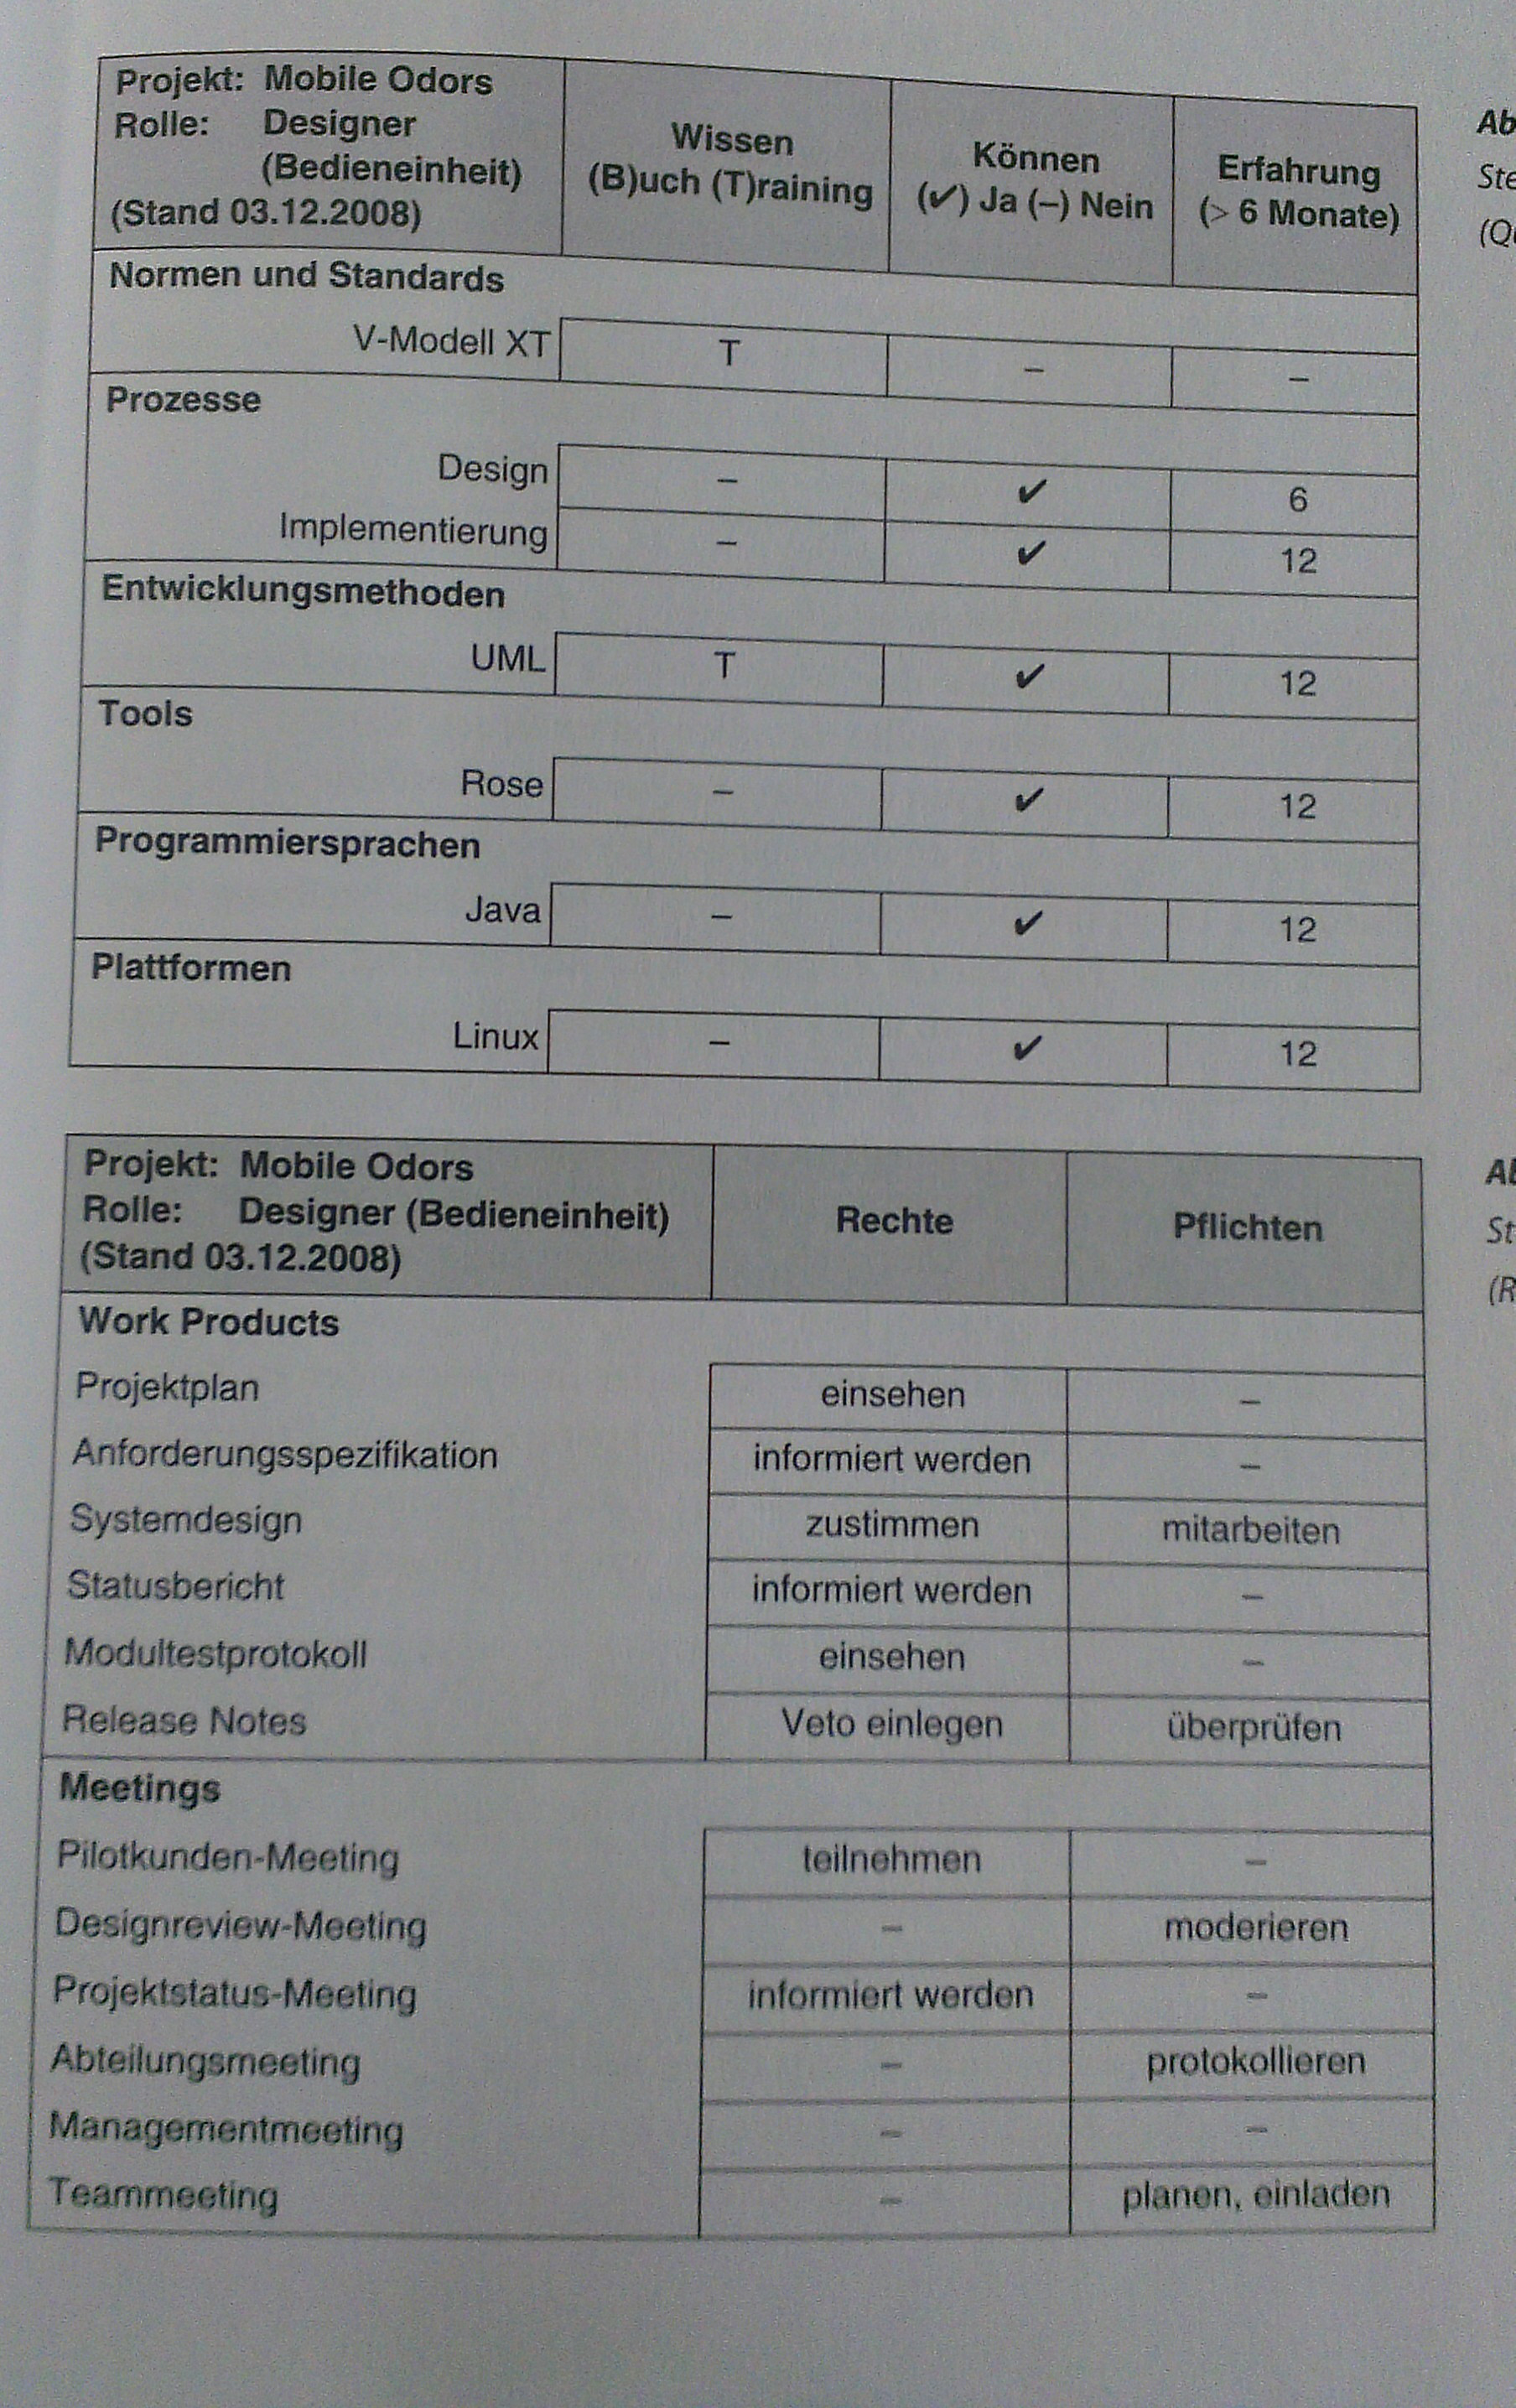 Projekt: Mobile Odors
Rolle: Designer
(Bedieneinheit)
(Stand 03.12.2008)
Wissen
(B)uch (T)raining
Können
(✔) Ja (–) Nein
Erfahrung
(> 6 Monate)
Normen und Standards
V-Modell XT T – –
Prozesse
Design – ✔ 6
Implementierung – ✔ 12
Entwicklungsmethoden
UML T ✔ 12
Tools
Rose – ✔ 12
Programmiersprachen
Java – ✔ 12
Plattformen
Linux – ✔ 12
Projekt: Mobile Odors
Rolle: Designer (Bedieneinheit)
(Stand 03.12.2008)
Rechte
Pflichten
Work Products
Projektplan einsehen –
Anforderungsspezifikation informiert werden –
Systemdesign zustimmen mitarbeiten
Statusbericht informiert werden –
Modultestprotokoll einsehen –
Release Notes Veto einlegen überprüfen
Meetings
Pilotkunden-Meeting teilnehmen –
Designreview-Meeting – moderieren
Projektstatus-Meeting informiert werden –
Abteilungsmeeting – protokollieren
Managementmeeting – –
Teammeeting – planen, einladen